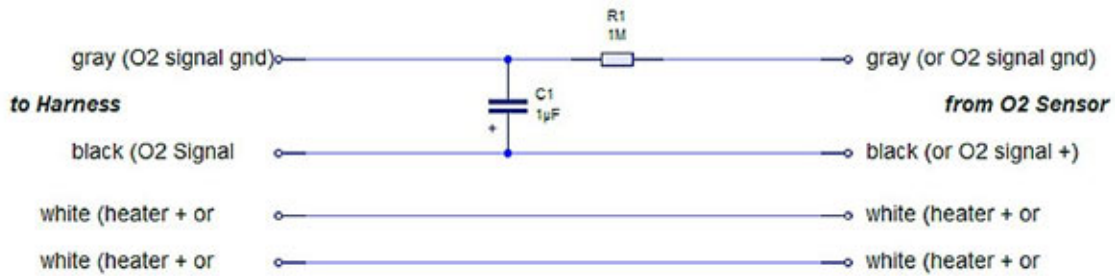 R1
1M
gray (O2 signal gnd)
gray (or O2 signal gnd)
to Harness
C1
1µF
+
from O2 Sensor
black (O2 Signal
black (or O2 signal +)
white (heater + or
white (heater + or
white (heater + or
white (heater + or